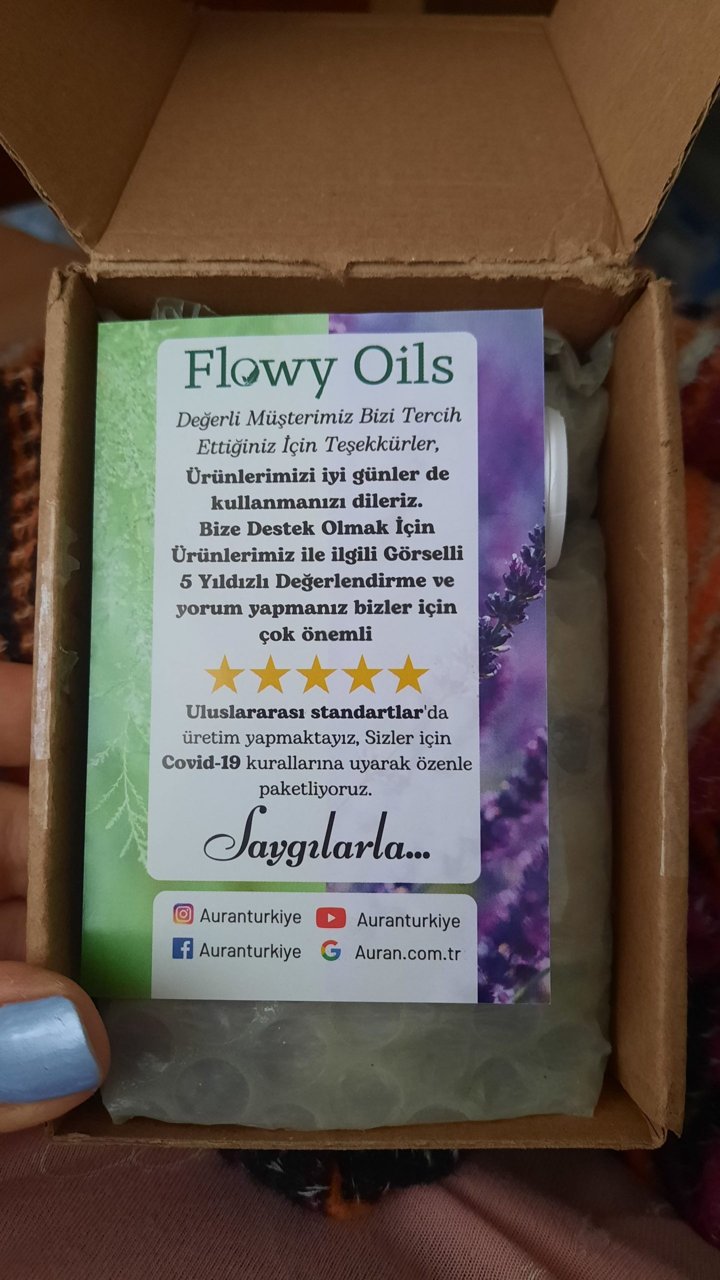 Flowy Oils
Değerli Müşterimiz Bizi Tercih
Ettiğiniz İçin Teşekkürler,
Ürünlerimizi iyi günler de
kullanmanızı dileriz.
Bize Destek Olmak İçin
Ürünlerimiz ile ilgili Görselli
5 Yıldızlı Değerlendirme ve
yorum yapmanız bizler için
çok önemli
Uluslararası standartlar'da
üretim yapmaktayız, Sizler için
Covid-19 kurallarına uyarak özenle
paketliyoruz.
Saygılarla...
Auranturkiye Auranturkiye
Auranturkiye Auran.com.tr